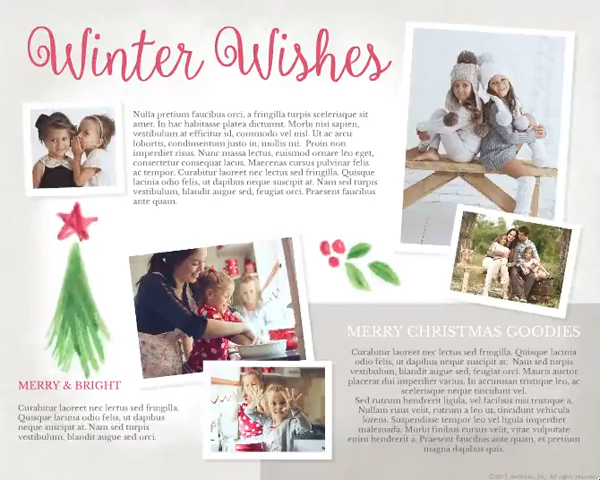 Winter Wishes
Nulla pretium faucibus orci, a fringilla turpis scelerisque sit
amet. In hac habitasse platea dictumst. Morbi nisi sapien,
vestibulum at efficitur id, commodo vel nisl. Ut ac arcu
lobortis, condimentum justo in, mollis mi. Proin non
imperdiet risus. Nunc massa lectus, euismod ornare leo eget,
consectetur consequat lacus. Maecenas cursus pulvinar felis
ac tempor. Curabitur laoreet nec lectus sed fringilla. Quisque
lacinia odio felis, ut dapibus neque suscipit at. Nam sed turpis
vestibulum, blandit augue sed, feugiat orci. Praesent faucibus
ante quam.
MERRY & BRIGHT
Curabitur laoreet nec lectus sed fringilla.
Quisque lacinia odio felis, ut dapibus
neque suscipit at. Nam sed turpis
vestibulum, blandit augue sed orci.
MERRY CHRISTMAS GOODIES
Curabitur laoreet nec lectus sed fringilla. Quisque lacinia
odio felis, ut dapibus neque suscipit at. Nam sed turpis
vestibulum, blandit augue sed, feugiat orci. Mauris auctor
placerat dui imperdiet varius. In accumsan tristique leo, ac
scelerisque neque tincidunt vel.
Sed rutrum hendrerit ligula, vel facilisis nisi tristique a.
Nullam risus velit, rutrum a leo ut, tincidunt vehicula
lorem. Suspendisse tempor leo vel ligula imperdiet
malesuada. Morbi finibus cursus velit, vitae vulputate
enim hendrerit a. Praesent faucibus ante quam, et pretium
magna dapibus quis.